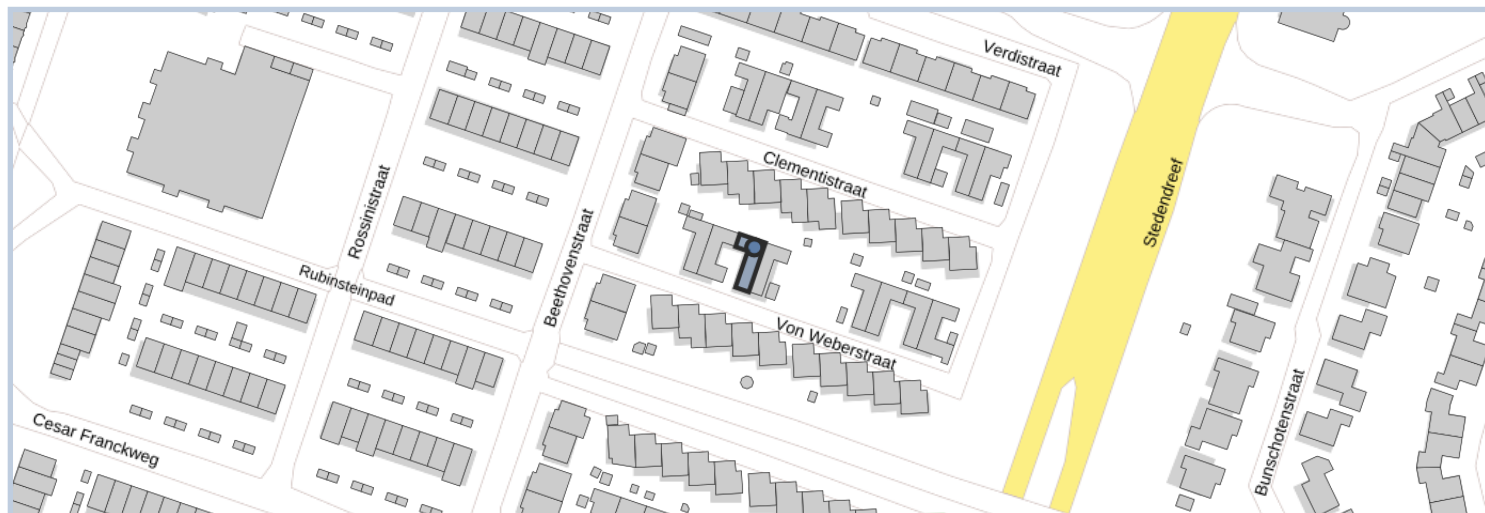 Verdistraat
Clementistraat
Stedendreef
Rossinistraat
Beethovenstraat
Rubinsteinpad
Von Weberstraat
Bunschotenstraat
Cesar Franckweg